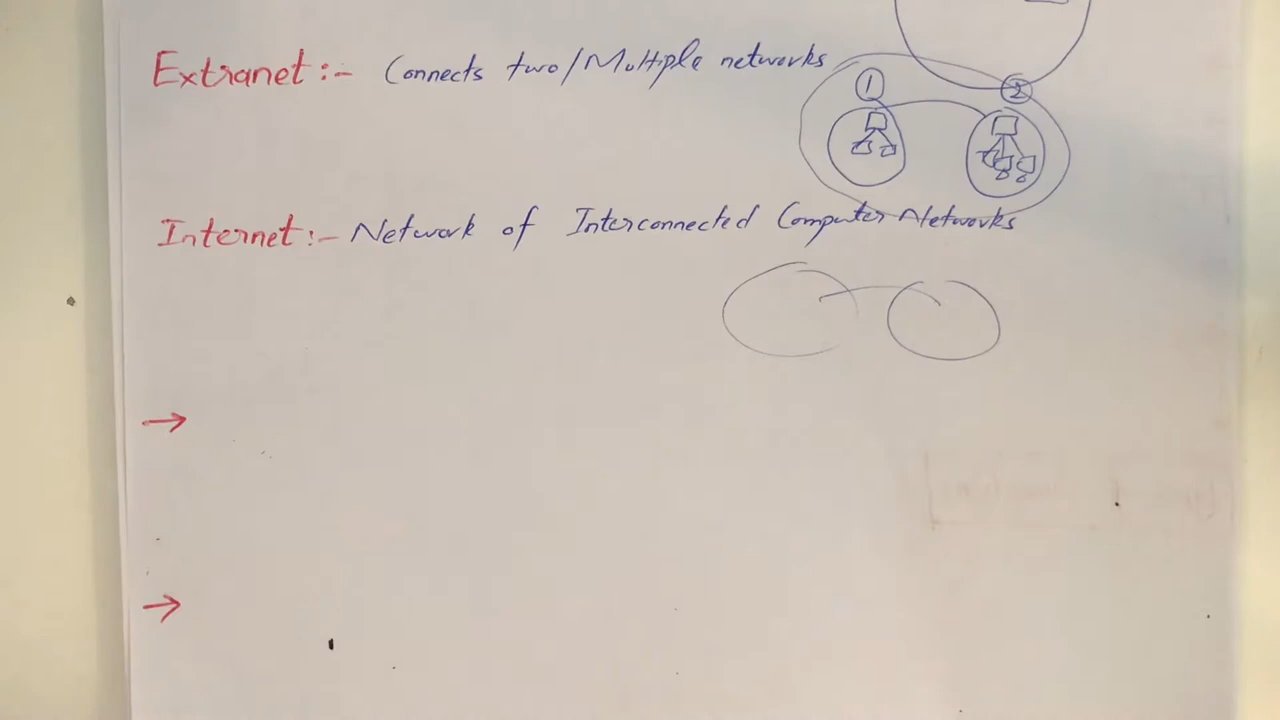 Extranet :- Connects two/Multiple networks
1 2
Internet :- Network of Interconnected Computer Networks
→
→